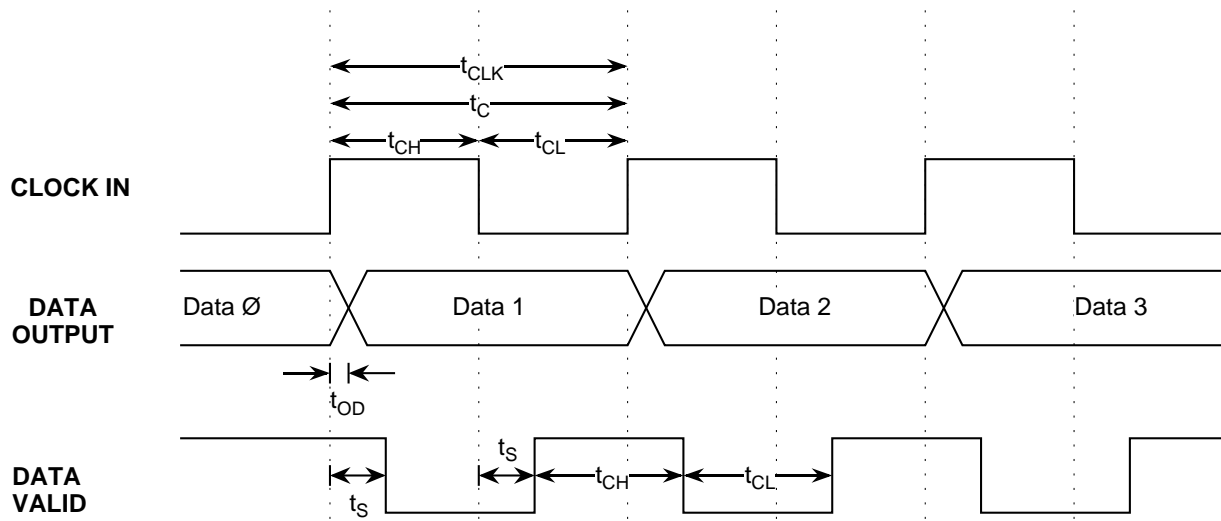 tCLK
tC
tCH tCL
CLOCK IN
DATA
OUTPUT
Data Ø Data 1 Data 2 Data 3
tOD
DATA
VALID
tS tS tCH tCL